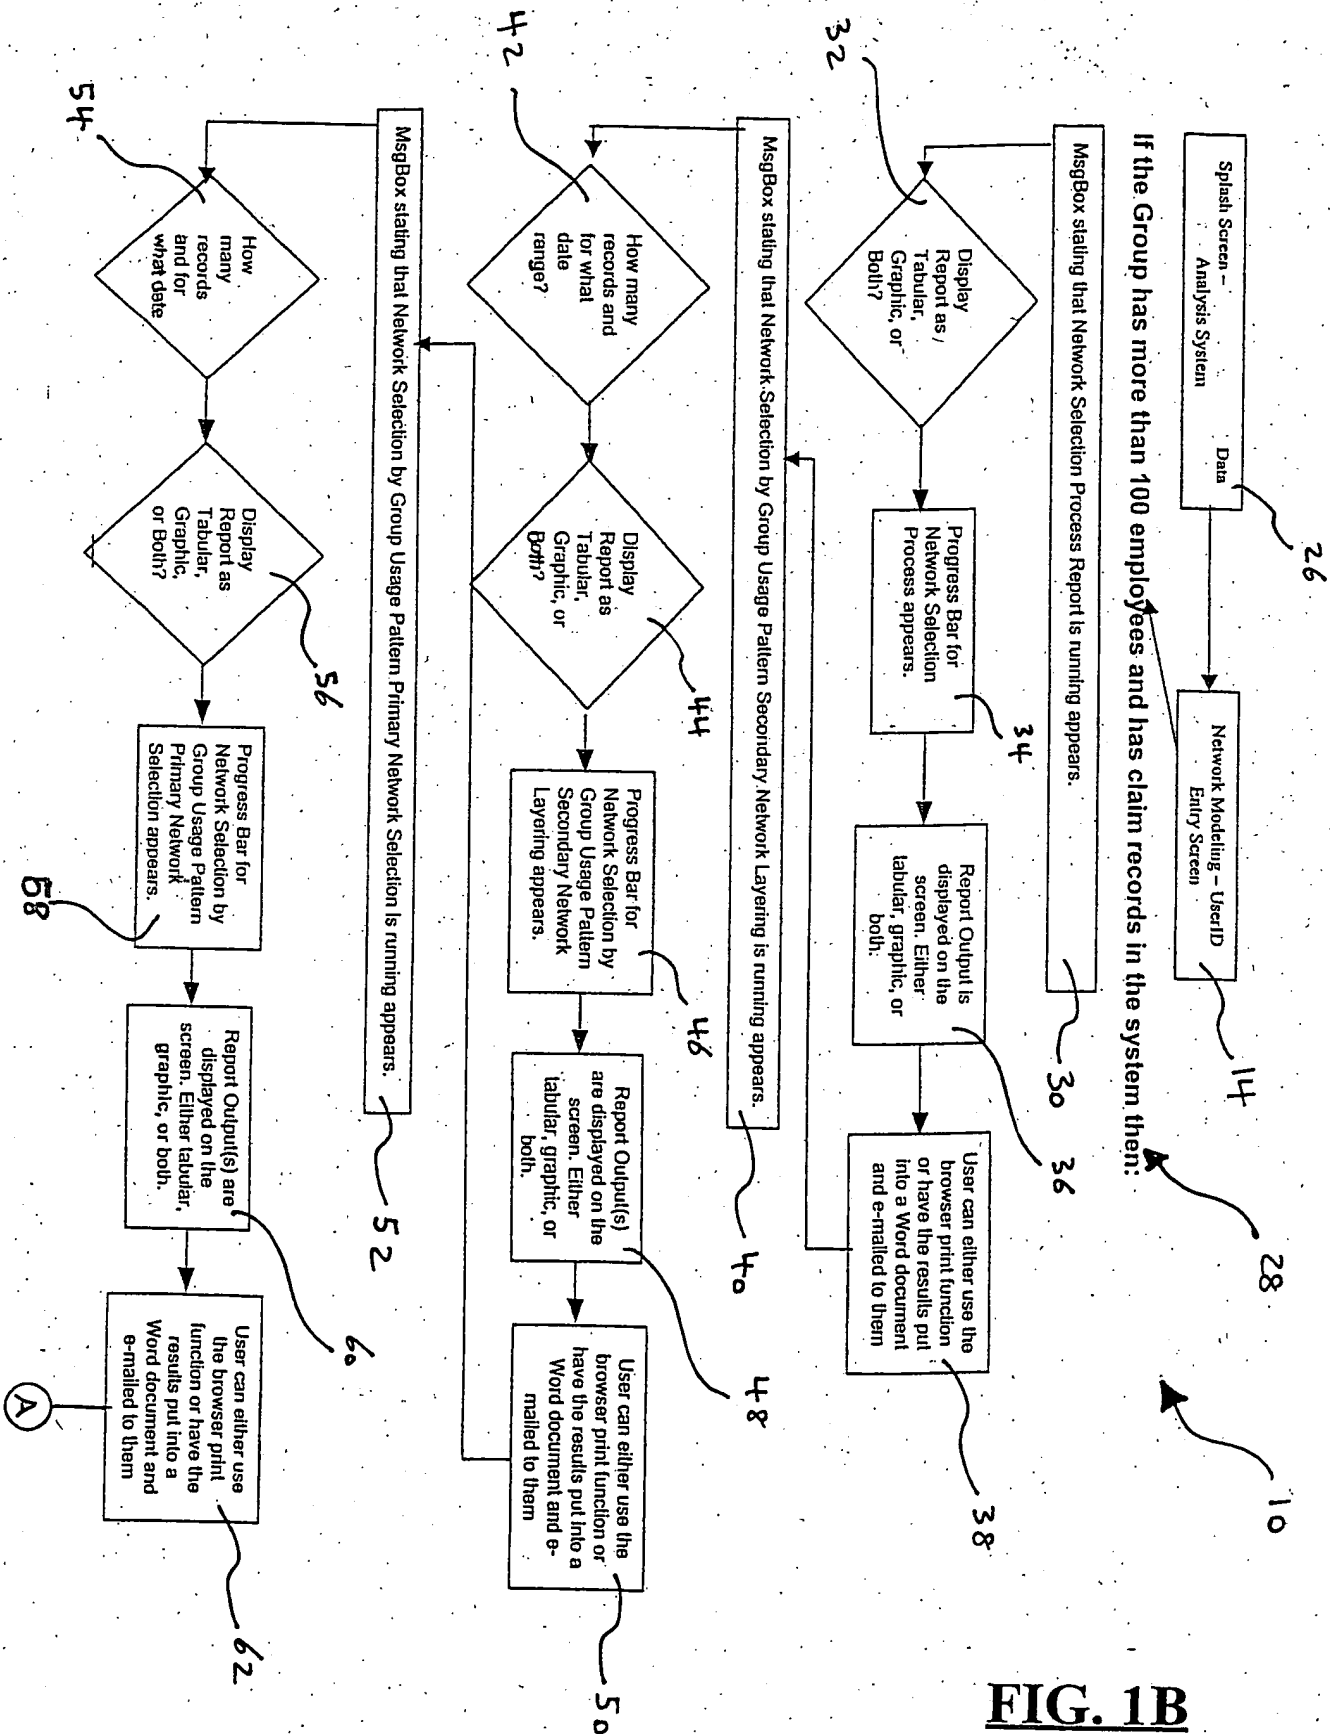 Splash Screen –
Analysis System
Data
26
Network Modeling – UserID
Entry Screen
14
If the Group has more than 100 employees and has claim records in the system then:
28
10
MsgBox stating that Network Selection Process Report is running appears.
30
32
Display
Report as
Tabular,
Graphic, or
Both?
Progress Bar for
Network Selection
Process appears.
34
Report Output is
displayed on the
screen. Either
tabular, graphic, or
both.
36
User can either use the
browser print function
or have the results put
into a Word document
and e-mailed to them
38
MsgBox stating that Network Selection by Group Usage Pattern Secondary Network Layering is running appears.
40
42
How many
records and
for what
date
range?
Display
Report as
Tabular,
Graphic, or
Both?
44
Progress Bar for
Network Selection by
Group Usage Pattern
Secondary Network
Layering appears.
46
Report Output(s)
are displayed on the
screen. Either
tabular, graphic, or
both.
48
User can either use the
browser print function or
have the results put into a
Word document and e-
mailed to them
50
MsgBox stating that Network Selection by Group Usage Pattern Primary Network Selection is running appears.
52
54
How
many
records
and for
what date
Display
Report as
Tabular,
Graphic,
or Both?
56
Progress Bar for
Network Selection by
Group Usage Pattern
Primary Network
Selection appears.
58
Report Output(s) are
displayed on the
screen. Either tabular,
graphic, or both.
60
User can either use
the browser print
function or have the
results put into a
Word document and
e-mailed to them
62
A
FIG. 1B